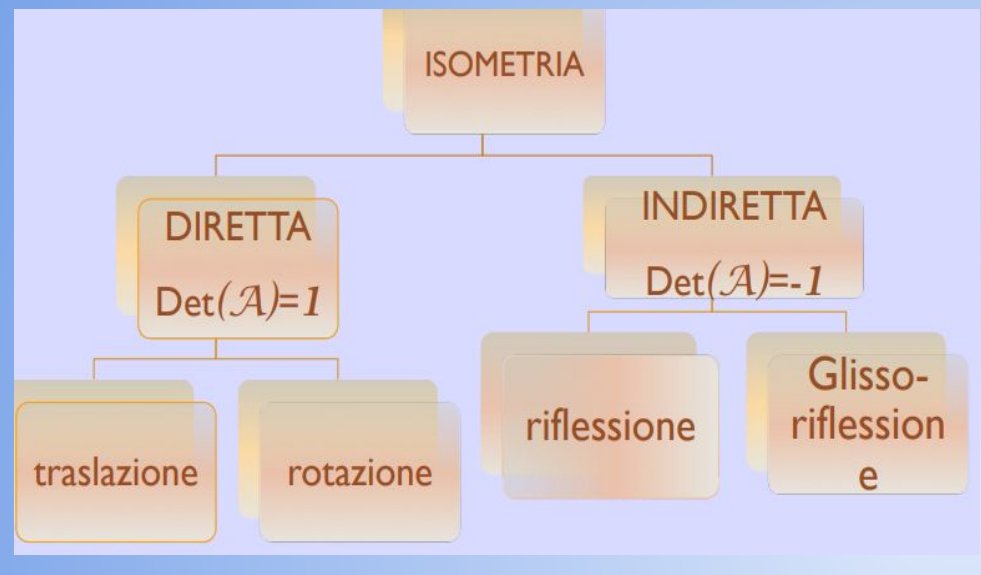 ISOMETRIA
DIRETTA
Det(𝒜)=1
INDIRETTA
Det(𝒜)=-1
traslazione
rotazione
riflessione
Glisso-
riflession
e